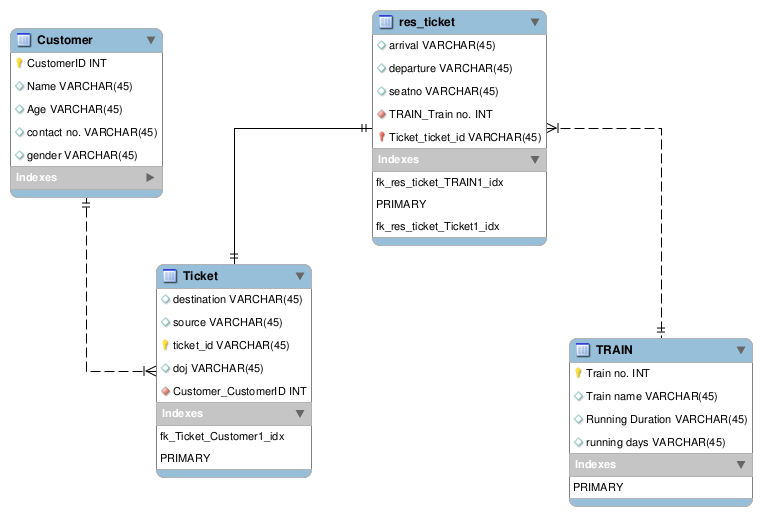 Customer
CustomerID INT
Name VARCHAR(45)
Age VARCHAR(45)
contact no. VARCHAR(45)
gender VARCHAR(45)
Indexes
res_ticket
arrival VARCHAR(45)
departure VARCHAR(45)
seatno VARCHAR(45)
TRAIN_Train no. INT
Ticket_ticket_id VARCHAR(45)
Indexes
fk_res_ticket_TRAIN1_idx
PRIMARY
fk_res_ticket_Ticket1_idx
Ticket
destination VARCHAR(45)
source VARCHAR(45)
ticket_id VARCHAR(45)
doj VARCHAR(45)
Customer_CustomerID INT
Indexes
fk_Ticket_Customer1_idx
PRIMARY
TRAIN
Train no. INT
Train name VARCHAR(45)
Running Duration VARCHAR(45)
running days VARCHAR(45)
Indexes
PRIMARY